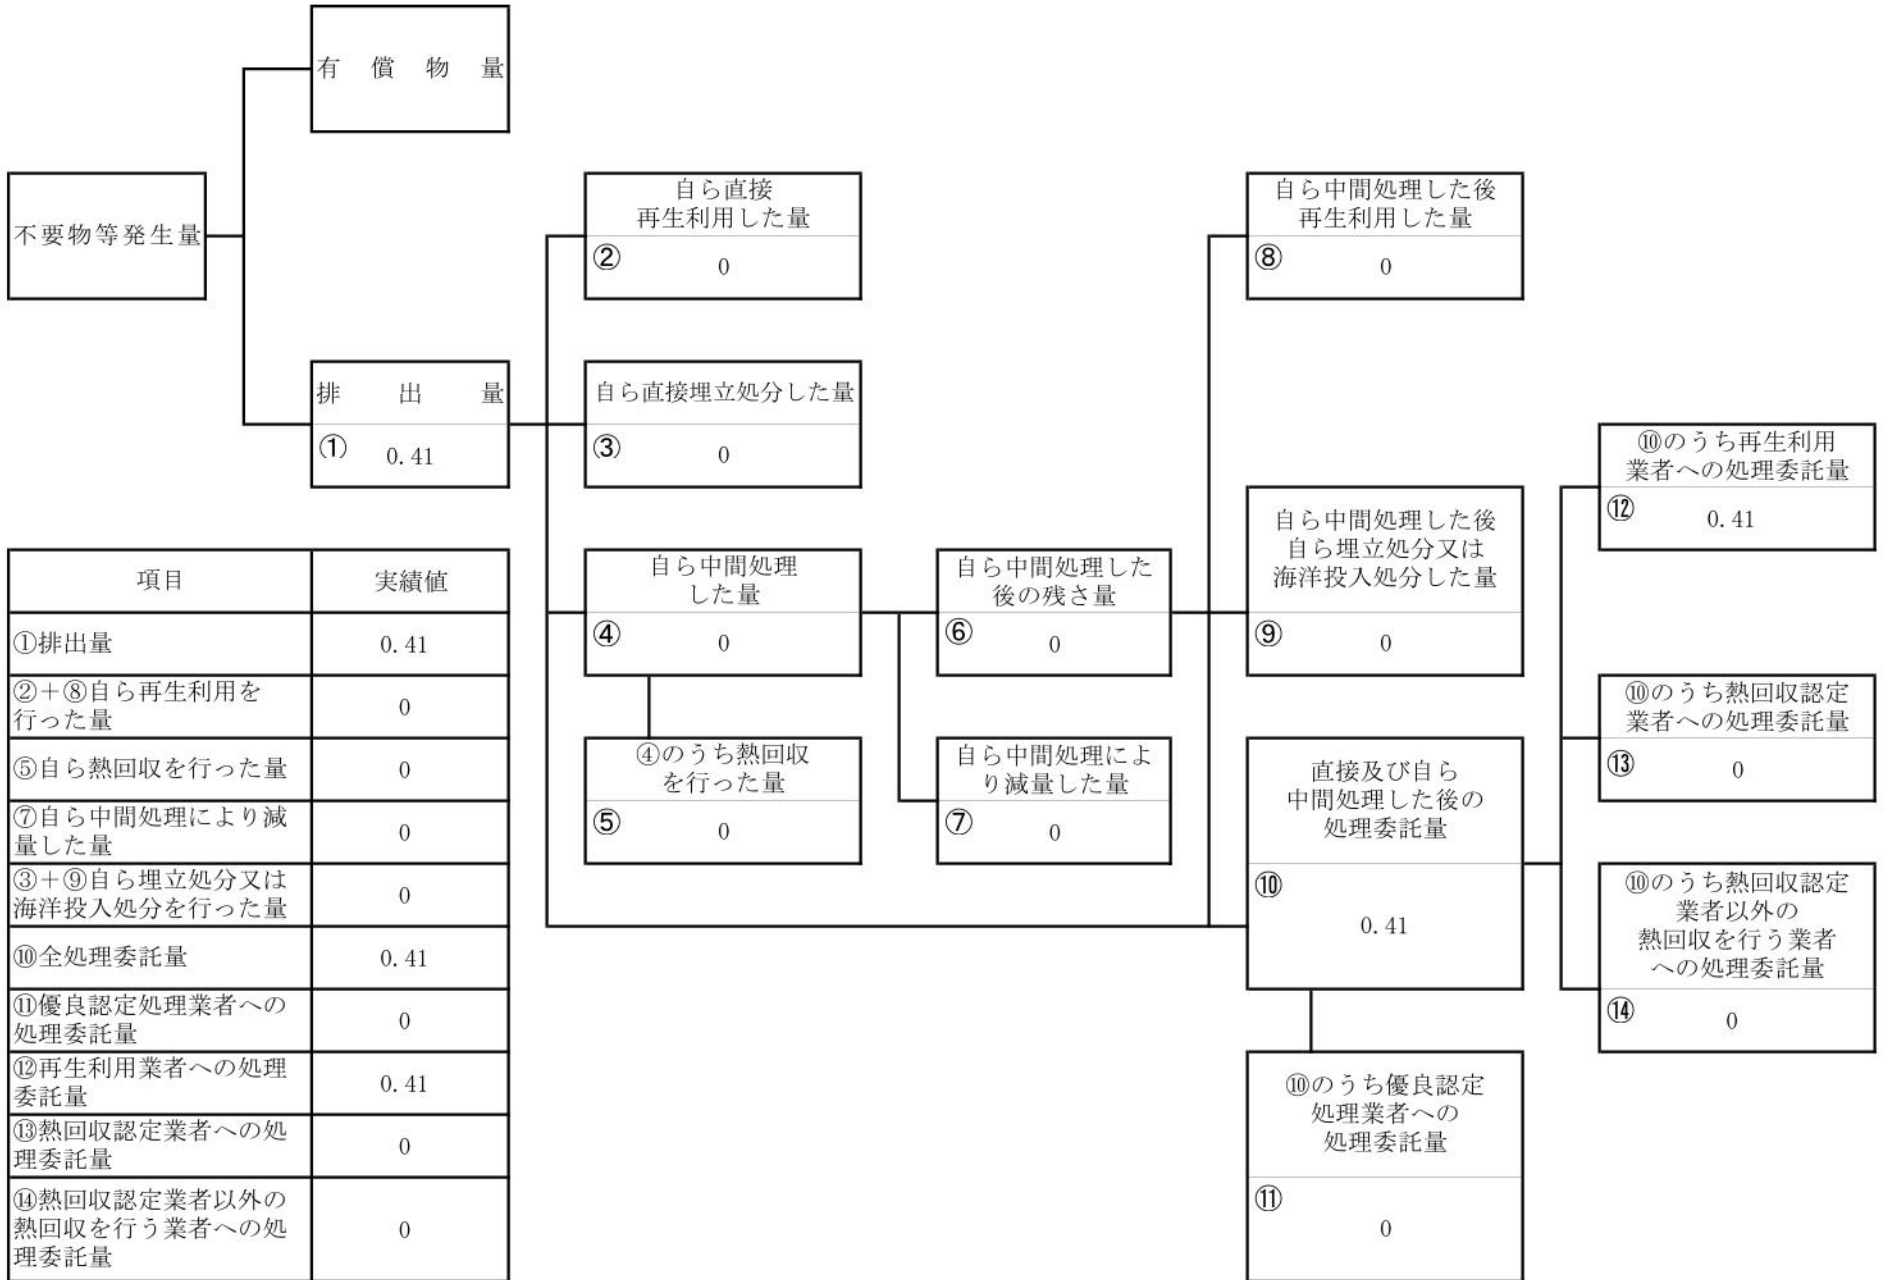 有償物量
不要物等発生量
排出量
① 0.41
自ら直接
再生利用した量
② 0
自ら直接埋立処分した量
③ 0
自ら中間処理
した量
④ 0
④のうち熱回収
を行った量
⑤ 0
自ら中間処理した
後の残さ量
⑥ 0
自ら中間処理によ
り減量した量
⑦ 0
自ら中間処理した後
再生利用した量
⑧ 0
自ら中間処理した後
自ら埋立処分又は
海洋投入処分した量
⑨ 0
直接及び自ら
中間処理した後の
処理委託量
⑩
0.41
⑩のうち優良認定
処理業者への
処理委託量
⑪
0
⑩のうち再生利用
業者への処理委託量
⑫ 0.41
⑩のうち熱回収認定
業者への処理委託量
⑬ 0
⑩のうち熱回収認定
業者以外の
熱回収を行う業者
への処理委託量
⑭ 0
項目 実績値
①排出量 0.41
②+⑧自ら再生利用を
行った量 0
⑤自ら熱回収を行った量 0
⑦自ら中間処理により減
量した量 0
③+⑨自ら埋立処分又は
海洋投入処分を行った量 0
⑩全処理委託量 0.41
⑪優良認定処理業者への
処理委託量 0
⑫再生利用業者への処理
委託量 0.41
⑬熱回収認定業者への処
理委託量 0
⑭熱回収認定業者以外の
熱回収を行う業者への処
理委託量 0